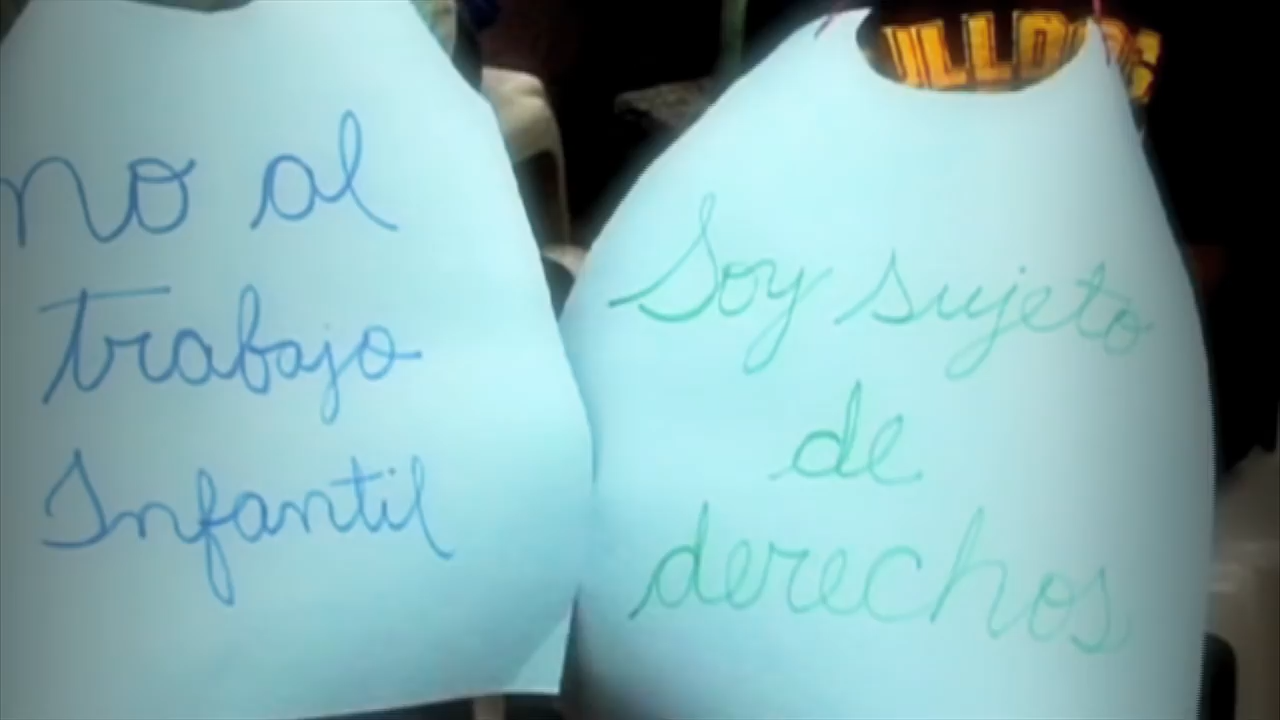 no al
trabajo
Infantil
Soy sujeto
de
derechos